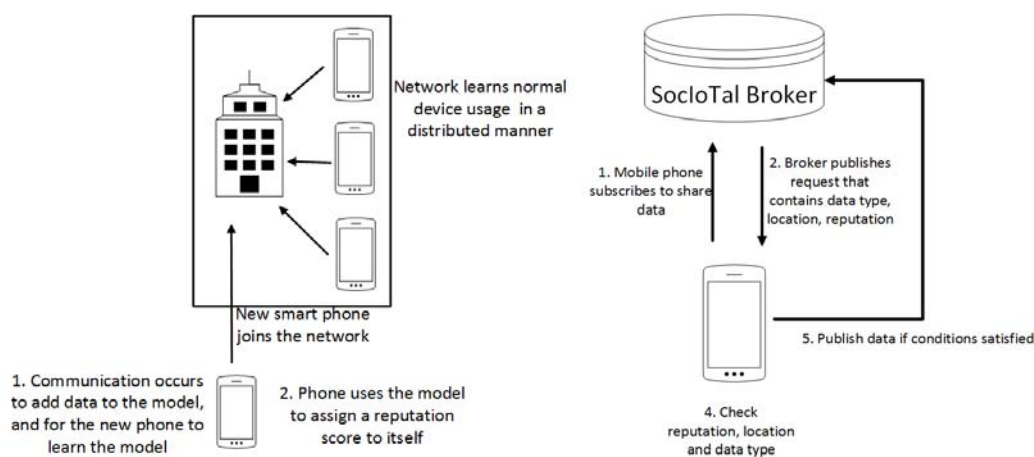 Network learns normal
device usage in a
distributed manner
New smart phone
joins the network
1. Communication occurs
to add data to the model,
and for the new phone to
learn the model
2. Phone uses the model
to assign a reputation
score to itself
SocIoTal Broker
1. Mobile phone
subscribes to share
data
2. Broker publishes
request that
contains data type,
location, reputation
5. Publish data if conditions satisfied
4. Check
reputation, location
and data type